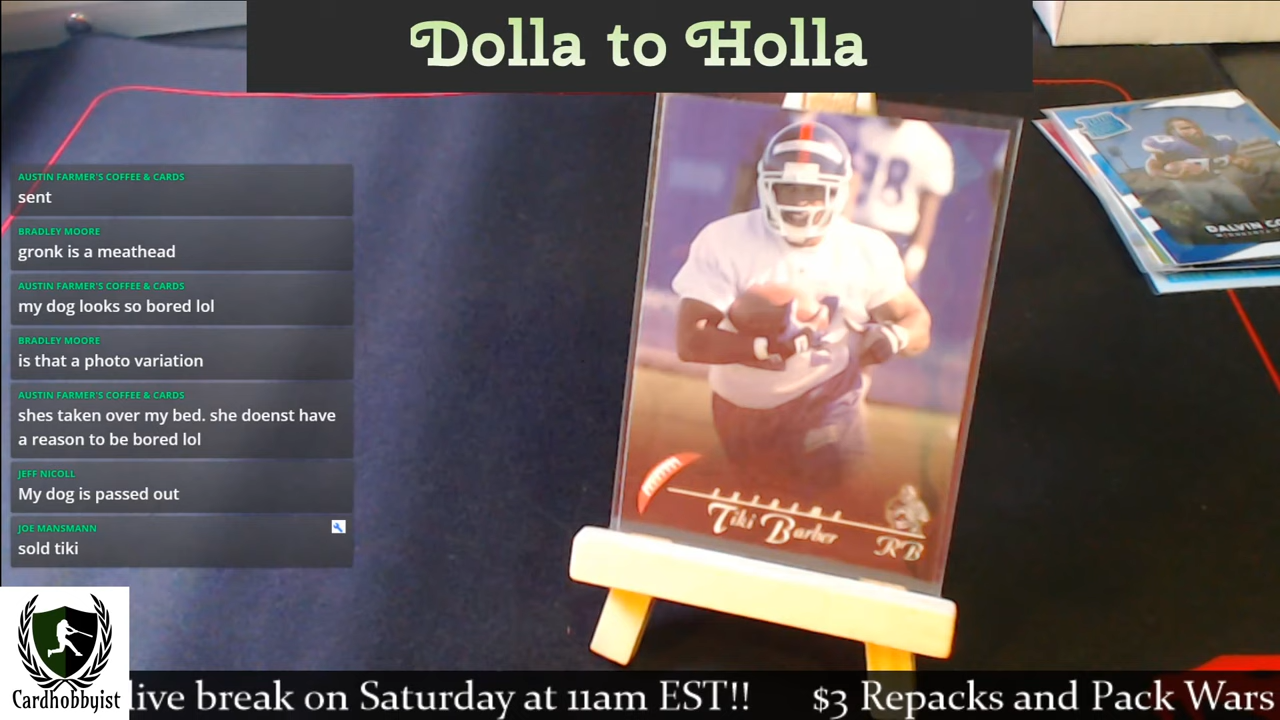 Dolla to Holla
AUSTIN FARMER'S COFFEE & CARDS
sent
BRADLEY MOORE
gronk is a meathead
AUSTIN FARMER'S COFFEE & CARDS
my dog looks so bored lol
BRADLEY MOORE
is that a photo variation
AUSTIN FARMER'S COFFEE & CARDS
shes taken over my bed. she doenst have
a reason to be bored lol
JEFF NICOLL
My dog is passed out
JOE MANSMANN
sold tiki
98
Tiki Barber
RB
DALVIN
Cardhobbyist
live break on Saturday at 11am EST!! $3 Repacks and Pack Wars